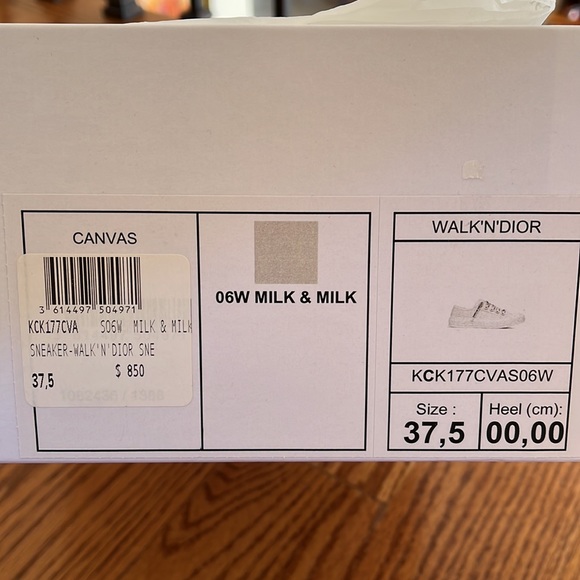 CANVAS
3 614497 504971
KCK177CVA S06W MILK & MILK
SNEAKER-WALK'N'DIOR SNE
$ 850
37,5
06W MILK & MILK
WALK'N'DIOR
KCK177CVAS06W
Size :
37,5
Heel (cm):
00,00